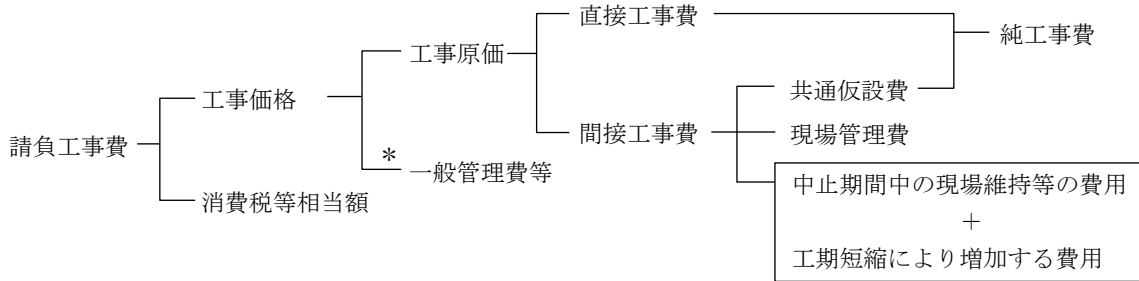 直接工事費
純工事費
工事原価
共通仮設費
工事価格
間接工事費
現場管理費
請負工事費
*
一般管理費等
中止期間中の現場維持等の費用
+
工期短縮により増加する費用
消費税等相当額